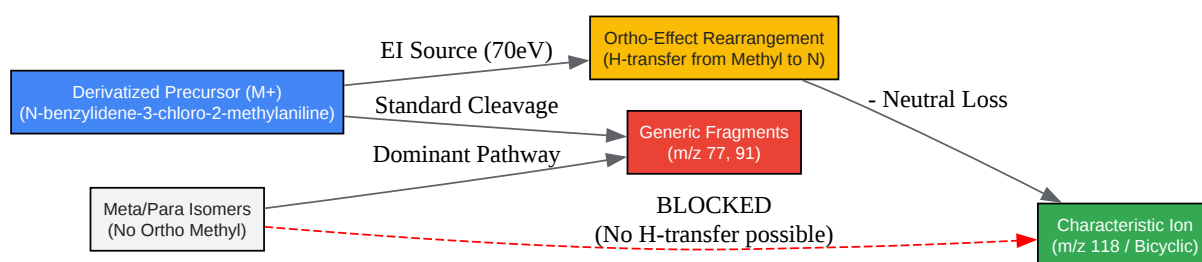 Ortho-Effect Rearrangement
(H-transfer from Methyl to N)
EI Source (70eV)
Derivatized Precursor (M+)
(N-benzylidene-3-chloro-2-methylaniline)
- Neutral Loss
Standard Cleavage
Generic Fragments
(m/z 77, 91)
Dominant Pathway
Meta/Para Isomers
(No Ortho Methyl)
BLOCKED
(No H-transfer possible)
Characteristic Ion
(m/z 118 / Bicyclic)